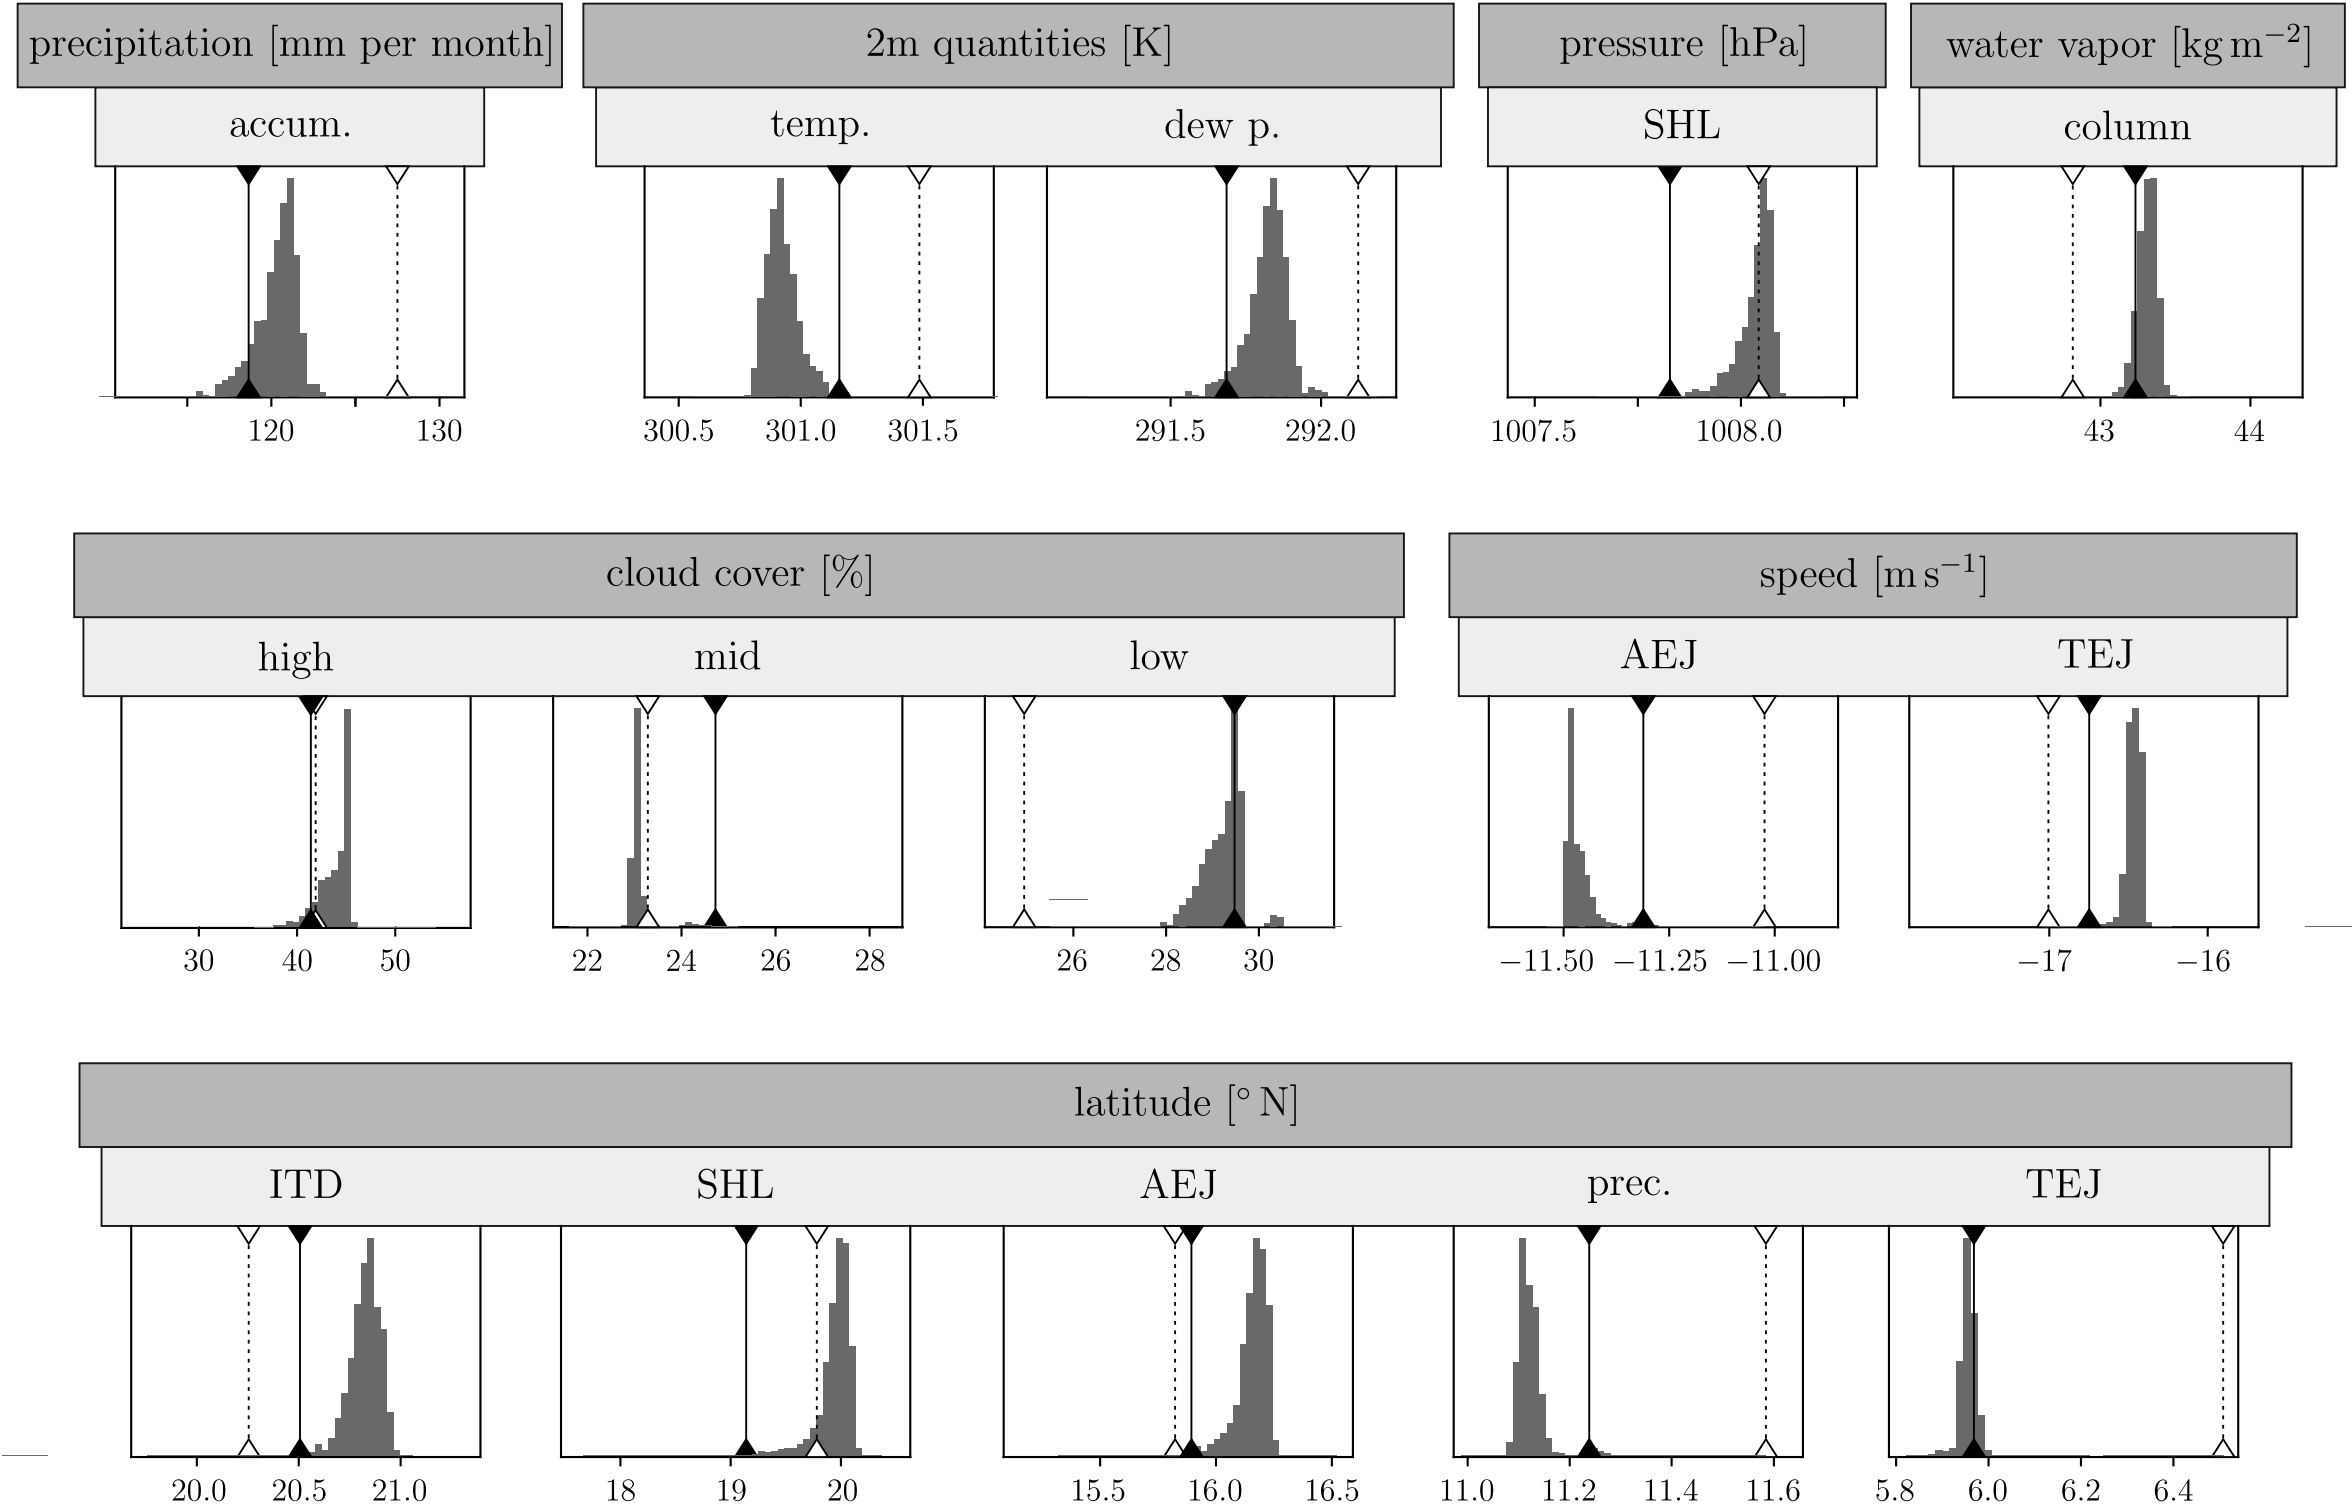 precipitation [mm per month] 2m quantities [K] pressure [hPa] water vapor [kg m−2]
accum. temp. dew p. SHL column
120 130 300.5 301.0 301.5 291.5 292.0 1007.5 1008.0 43 44
cloud cover [%] speed [m s−1]
high mid low AEJ TEJ
30 40 50 22 24 26 28 26 28 30 −11.50 −11.25 −11.00 −17 −16
latitude [° N]
ITD SHL AEJ prec. TEJ
20.0 20.5 21.0 18 19 20 15.5 16.0 16.5 11.0 11.2 11.4 11.6 5.8 6.0 6.2 6.4